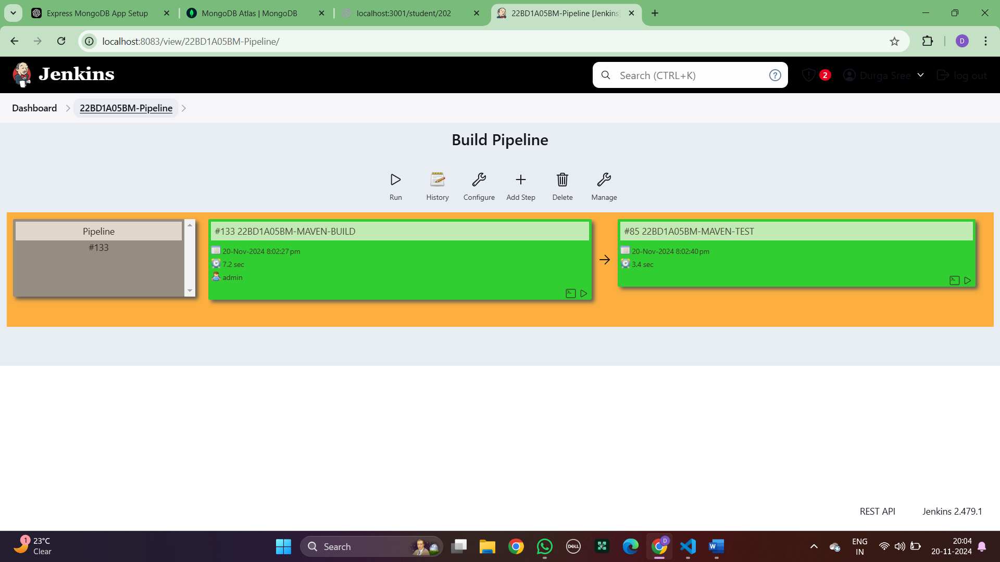 Express MongoDB App Setup
MongoDB Atlas | MongoDB
localhost:3001/student/202
22BD1A05BM-Pipeline [Jenkins]
localhost:8083/view/22BD1A05BM-Pipeline/
D
Jenkins
Search (CTRL+K)
?
2
Durga Sree
log out
Dashboard
22BD1A05BM-Pipeline
Build Pipeline
Run
History
Configure
Add Step
Delete
Manage
Pipeline
#133
#133 22BD1A05BM-MAVEN-BUILD
20-Nov-2024 8:02:27 pm
7.2 sec
admin
#85 22BD1A05BM-MAVEN-TEST
20-Nov-2024 8:02:40 pm
3.4 sec
REST API
Jenkins 2.479.1
1
23°C
Clear
Search
DELL
D
W
ENG
IN
20:04
20-11-2024